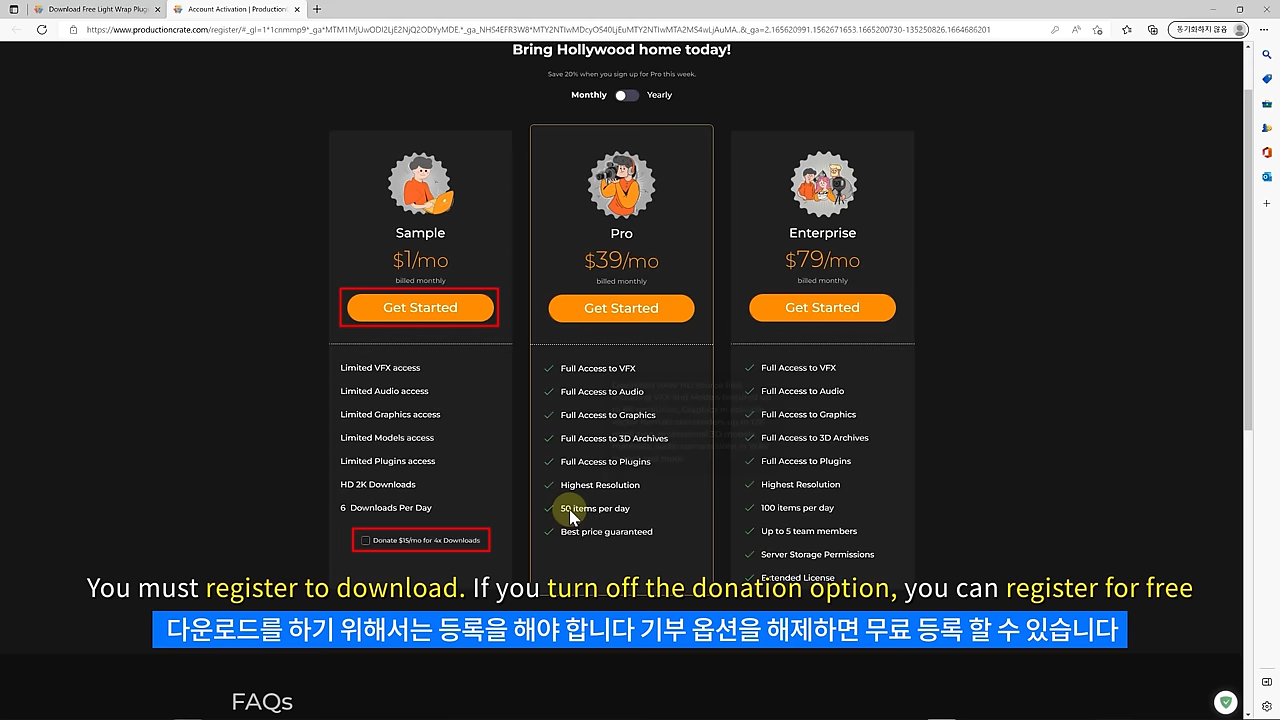 Download Free Light Wrap Plugi
Account Activation | Production
https://www.productioncrate.com/register/#_gl=1*1cnmmp9*_ga*MTM1MjUwODI2LjE2NjQ2ODYyMDE.*_ga_NHS4EFR3W8*MTY2NTIwMDcyOS40LjEuMTY2NTIwMTA2MS4wLjAuMA..&_ga=2.165620991.1562671653.1665200730-135250826.1664686201
동기화하지 않음
Bring Hollywood home today!
Save 20% when you sign up for Pro this week.
Monthly Yearly
Sample
$1/mo
billed monthly
Get Started
Limited VFX access
Limited Audio access
Limited Graphics access
Limited Models access
Limited Plugins access
HD 2K Downloads
6 Downloads Per Day
Donate $15/mo for 4x Downloads
Pro
$39/mo
billed monthly
Get Started
Full Access to VFX
Full Access to Audio
Full Access to Graphics
Full Access to 3D Archives
Full Access to Plugins
Highest Resolution
50 items per day
Best price guaranteed
Enterprise
$79/mo
billed monthly
Get Started
Full Access to VFX
Full Access to Audio
Full Access to Graphics
Full Access to 3D Archives
Full Access to Plugins
Highest Resolution
100 items per day
Up to 5 team members
Server Storage Permissions
Extended License
You must register to download. If you turn off the donation option, you can register for free
다운로드를 하기 위해서는 등록을 해야 합니다 기부 옵션을 해제하면 무료 등록 할 수 있습니다
FAQs